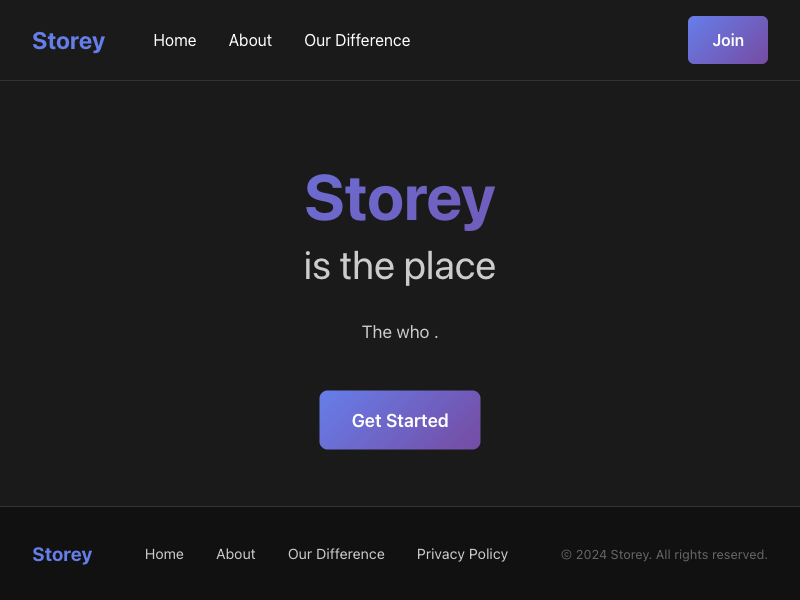 Storey Home About Our Difference Join
Storey
is the place
The who .
Get Started
Storey Home About Our Difference Privacy Policy © 2024 Storey. All rights reserved.